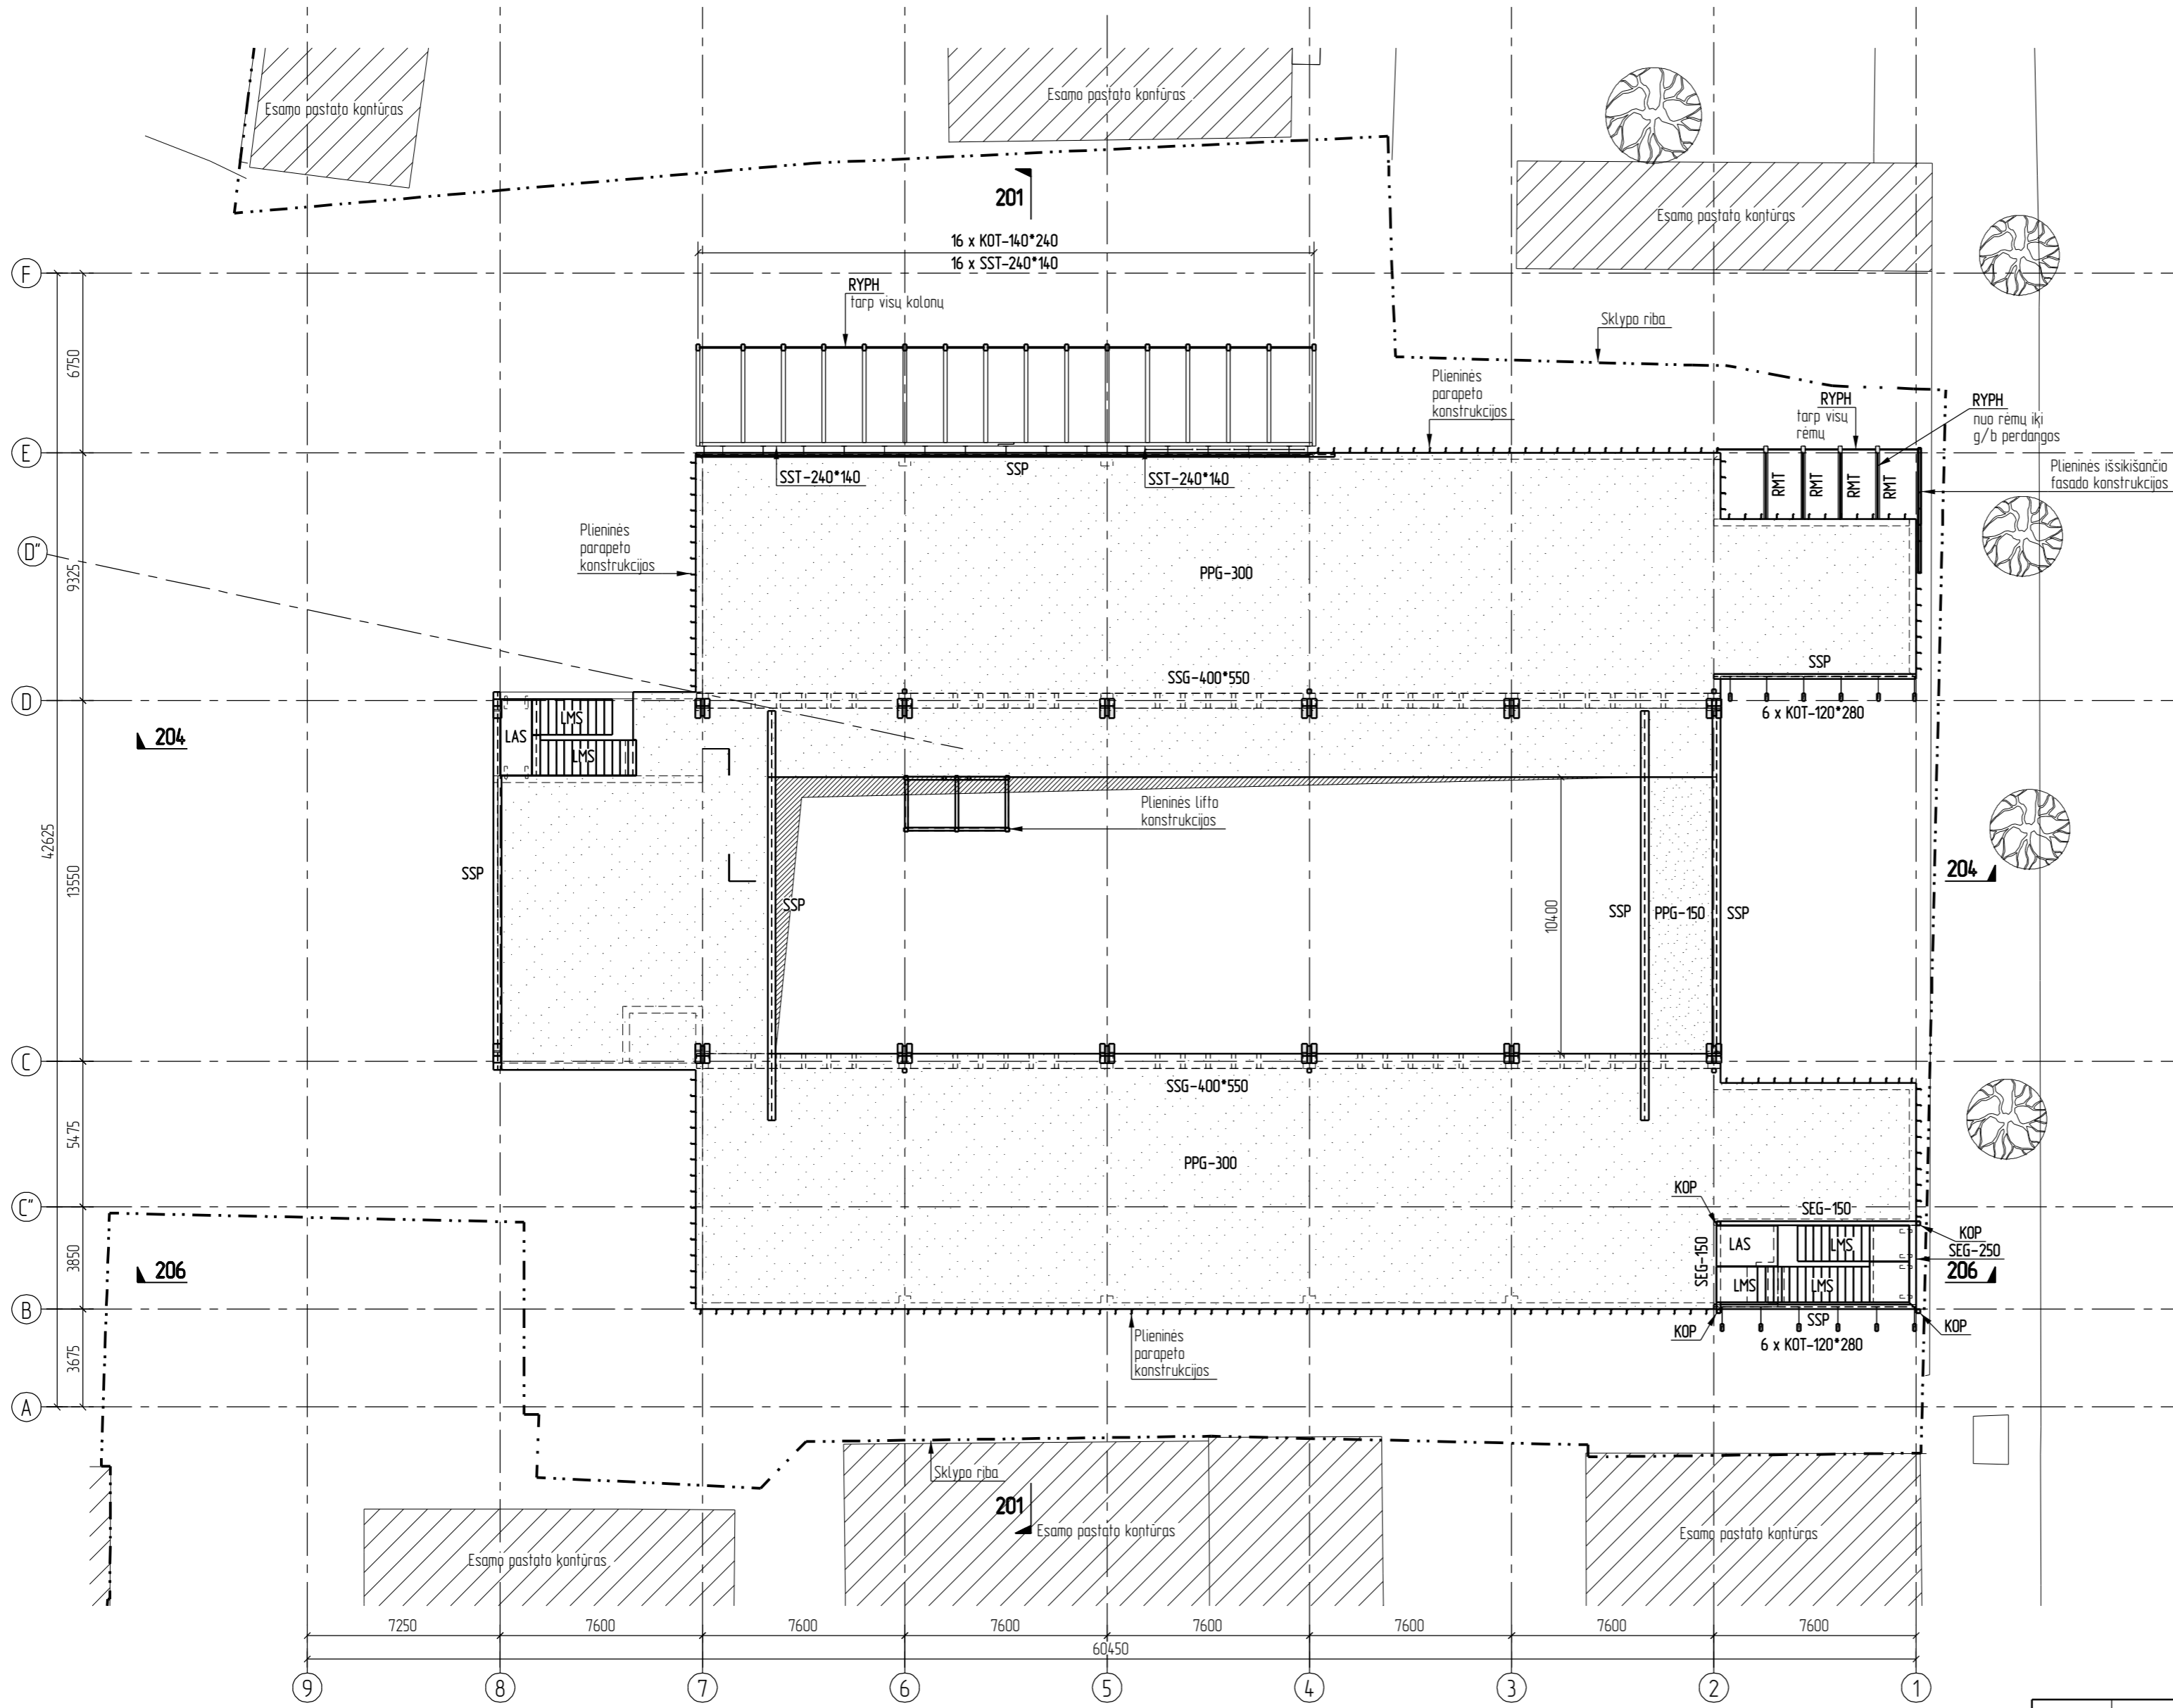 Esamo pastato kontūras
Esamo pastato kontūras
Esamo pastato kontūras
201
16 x KOT-140*240
16 x SST-240*140
RYPH
tarp visų kolonų
Sklypo riba
Plieninės
parapeto
konstrukcijos
RYPH
tarp visų
rėmų
RYPH
nuo rėmų iki
g/b perdangos
Plieninės išsikišančio
fasado konstrukcijos
F
E
D"
D
C
C"
B
A
6750
9325
13550
5475
3850
3675
42625
SST-240*140
SSP
SST-240*140
RMT
RMT
RMT
RMT
Plieninės
parapeto
konstrukcijos
PPG-300
SSP
SSG-400*550
6 x KOT-120*280
204
LAS
LMS
LMS
Plieninės lifto
konstrukcijos
SSP
SSP
10400
SSP
PPG-150
SSP
204
SSG-400*550
PPG-300
KOP
SEG-150
SEG-150
LAS
LMS
LMS
LMS
KOP
SEG-250
206
206
KOP
SSP
KOP
6 x KOT-120*280
Plieninės
parapeto
konstrukcijos
Sklypo riba
201
Esamo pastato kontūras
Esamo pastato kontūras
Esamo pastato kontūras
7250
7600
7600
7600
7600
7600
7600
7600
60450
9
8
7
6
5
4
3
2
1